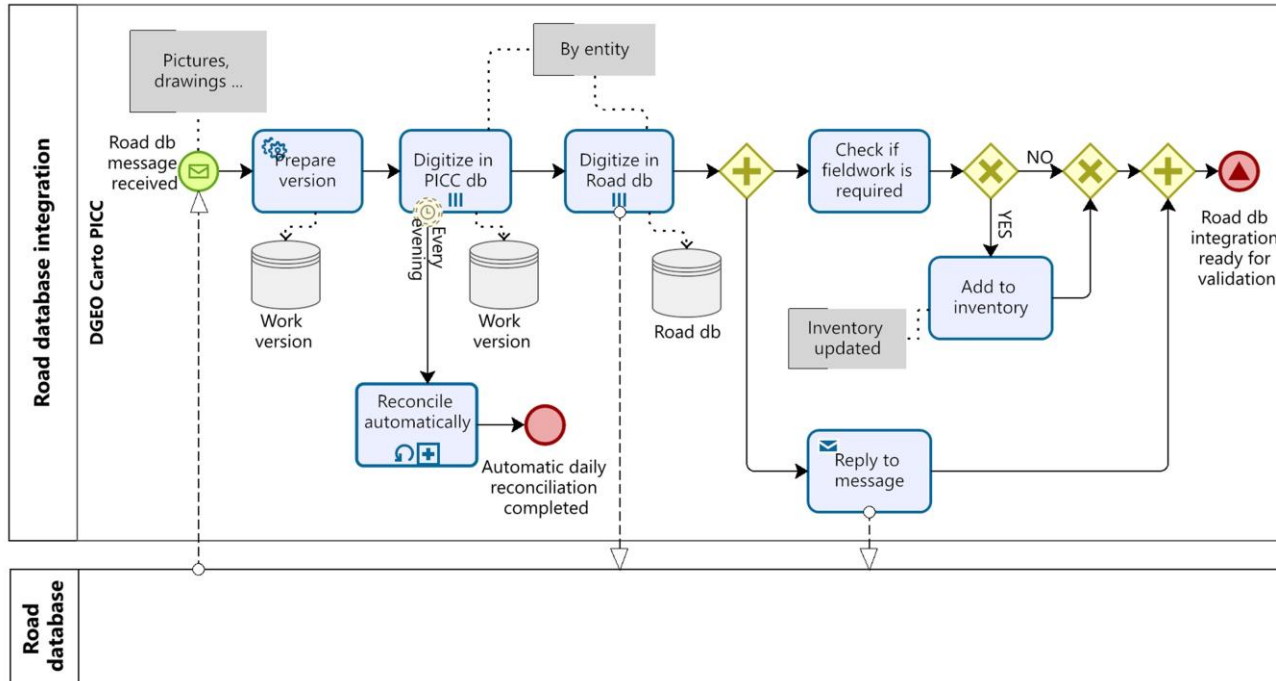 Road database integration
DGEO Carto PICC
Pictures,
drawings ...
By entity
Road db
message
received
Prepare
version
Digitize in
PICC db
Digitize in
Road db
Check if
fieldwork is
required
NO
YES
Every
evening
Road db
integration
ready for
validation
Work
version
Work
version
Road db
Add to
inventory
Inventory
updated
Reconcile
automatically
Automatic daily
reconciliation
completed
Reply to
message
Road
database